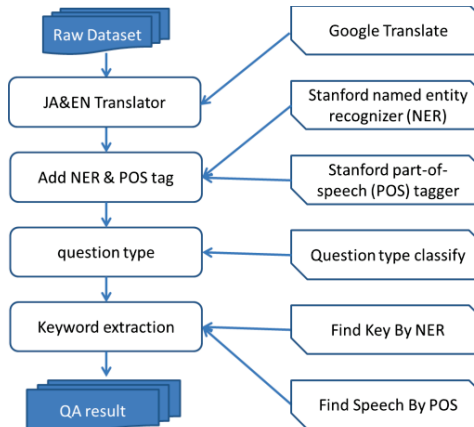 Raw Dataset
Google Translate
JA&EN Translator
Stanford named entity
recognizer (NER)
Add NER & POS tag
Stanford part-of-
speech (POS) tagger
question type
Question type classify
Keyword extraction
Find Key By NER
QA result
Find Speech By POS